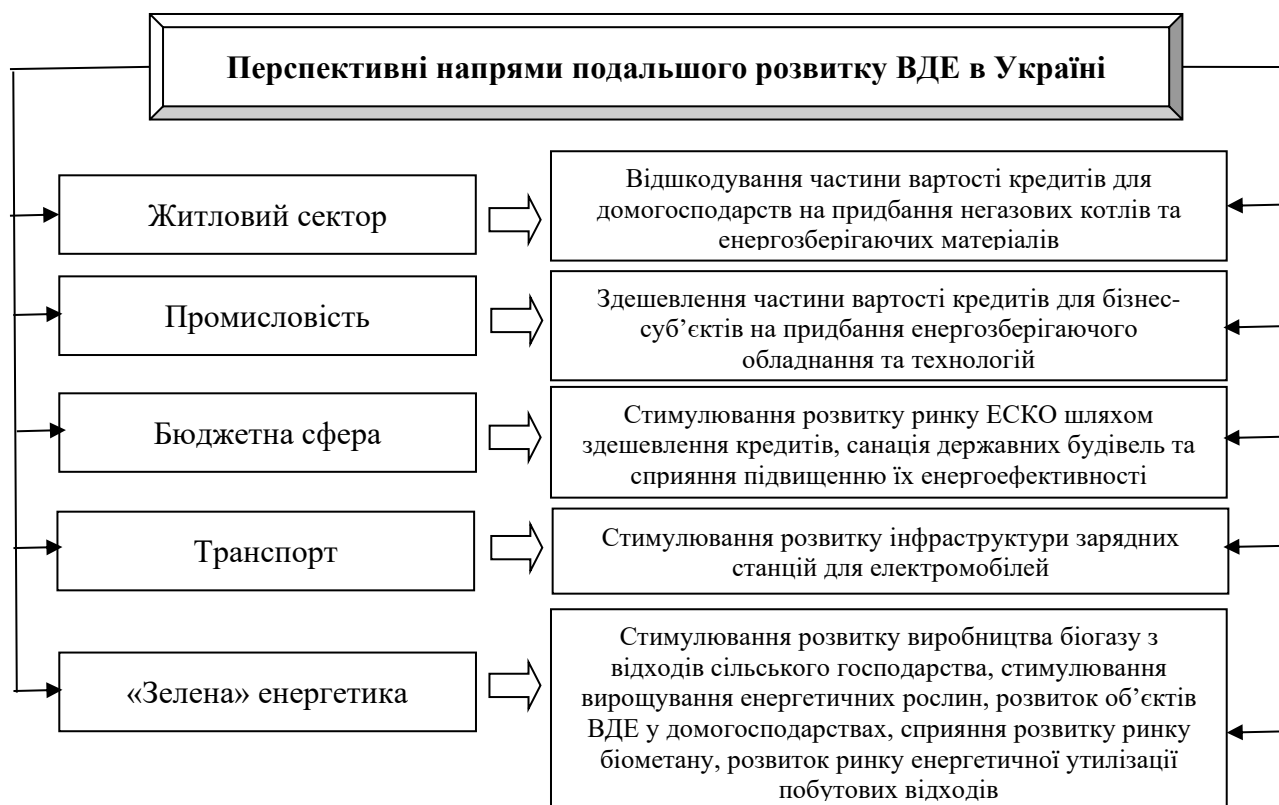 Перспективні напрями подальшого розвитку ВДЕ в Україні
Житловий сектор
Відшкодування частини вартості кредитів для
домогосподарств на придбання негазових котлів та
енергозберігаючих матеріалів
Промисловість
Здешевлення частини вартості кредитів для бізнес-
суб’єктів на придбання енергозберігаючого
обладнання та технологій
Бюджетна сфера
Стимулювання розвитку ринку ЕСКО шляхом
здешевлення кредитів, санація державних будівель та
сприяння підвищенню їх енергоефективності
Транспорт
Стимулювання розвитку інфраструктури зарядних
станцій для електромобілей
«Зелена» енергетика
Стимулювання розвитку виробництва біогазу з
відходів сільського господарства, стимулювання
вирощування енергетичних рослин, розвиток об’єктів
ВДЕ у домогосподарствах, сприяння розвитку ринку
біометану, розвиток ринку енергетичної утилізації
побутових відходів